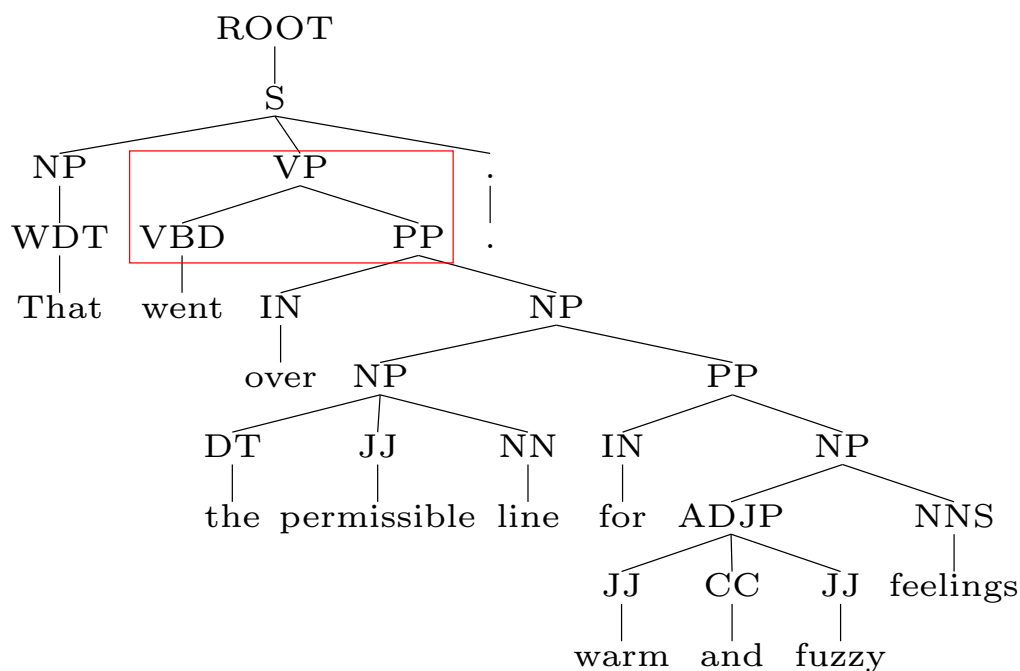 ROOT
S
NP VP .
WDT VBD PP .
That went IN NP
over NP PP
DT JJ NN IN NP
the permissible line for ADJP NNS
JJ CC JJ feelings
warm and fuzzy